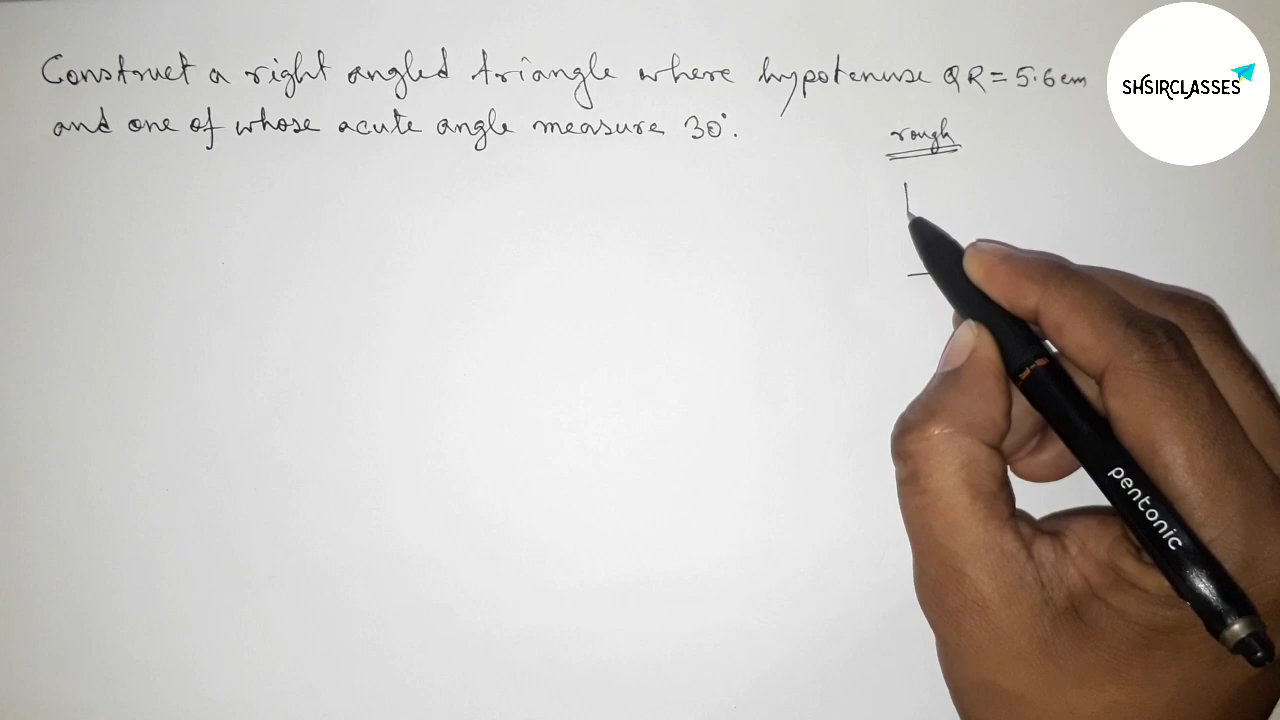 Construct a right angled triangle where hypotenuse QR = 5.6 cm
and one of whose acute angle measure 30°.
rough
SHSIRCLASSES
pentonic